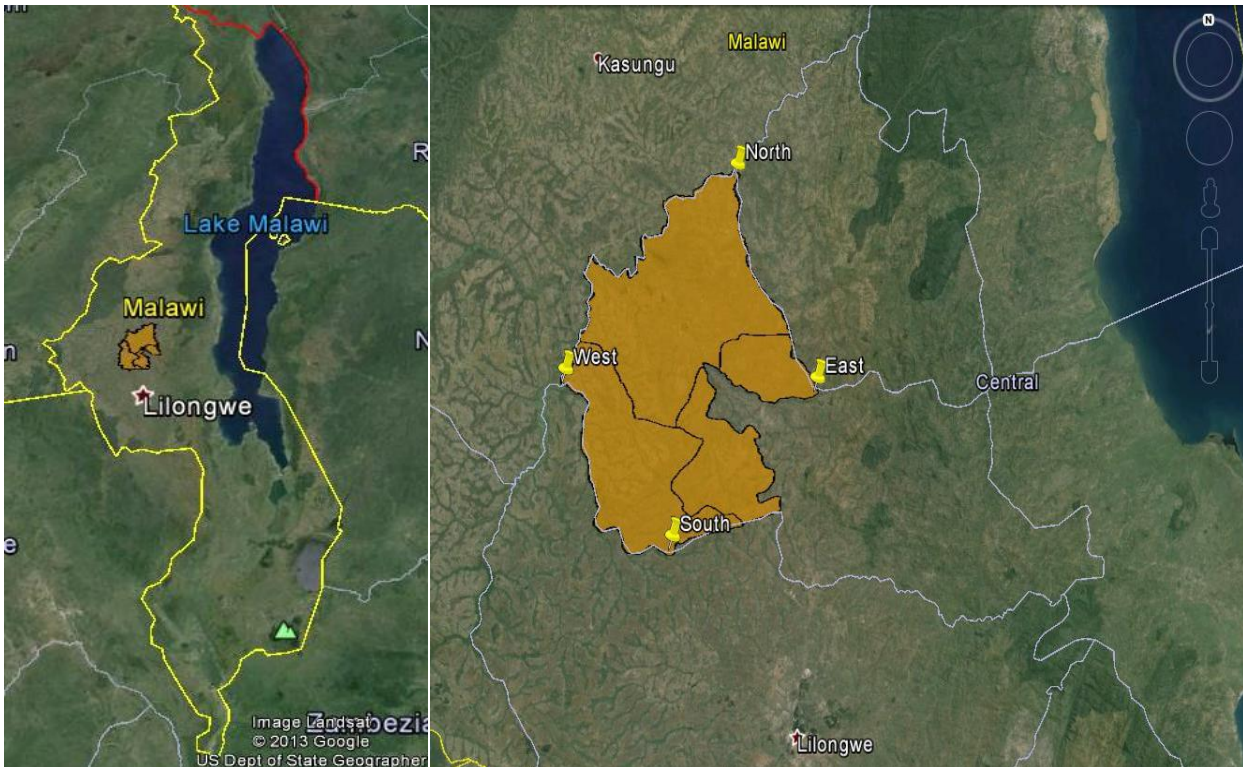 Lake Malawi
Malawi
Lilongwe
Image Landsat
© 2013 Google
US Dept of State Geographer
N
Malawi
Kasungu
North
West
East
Central
South
Lilongwe